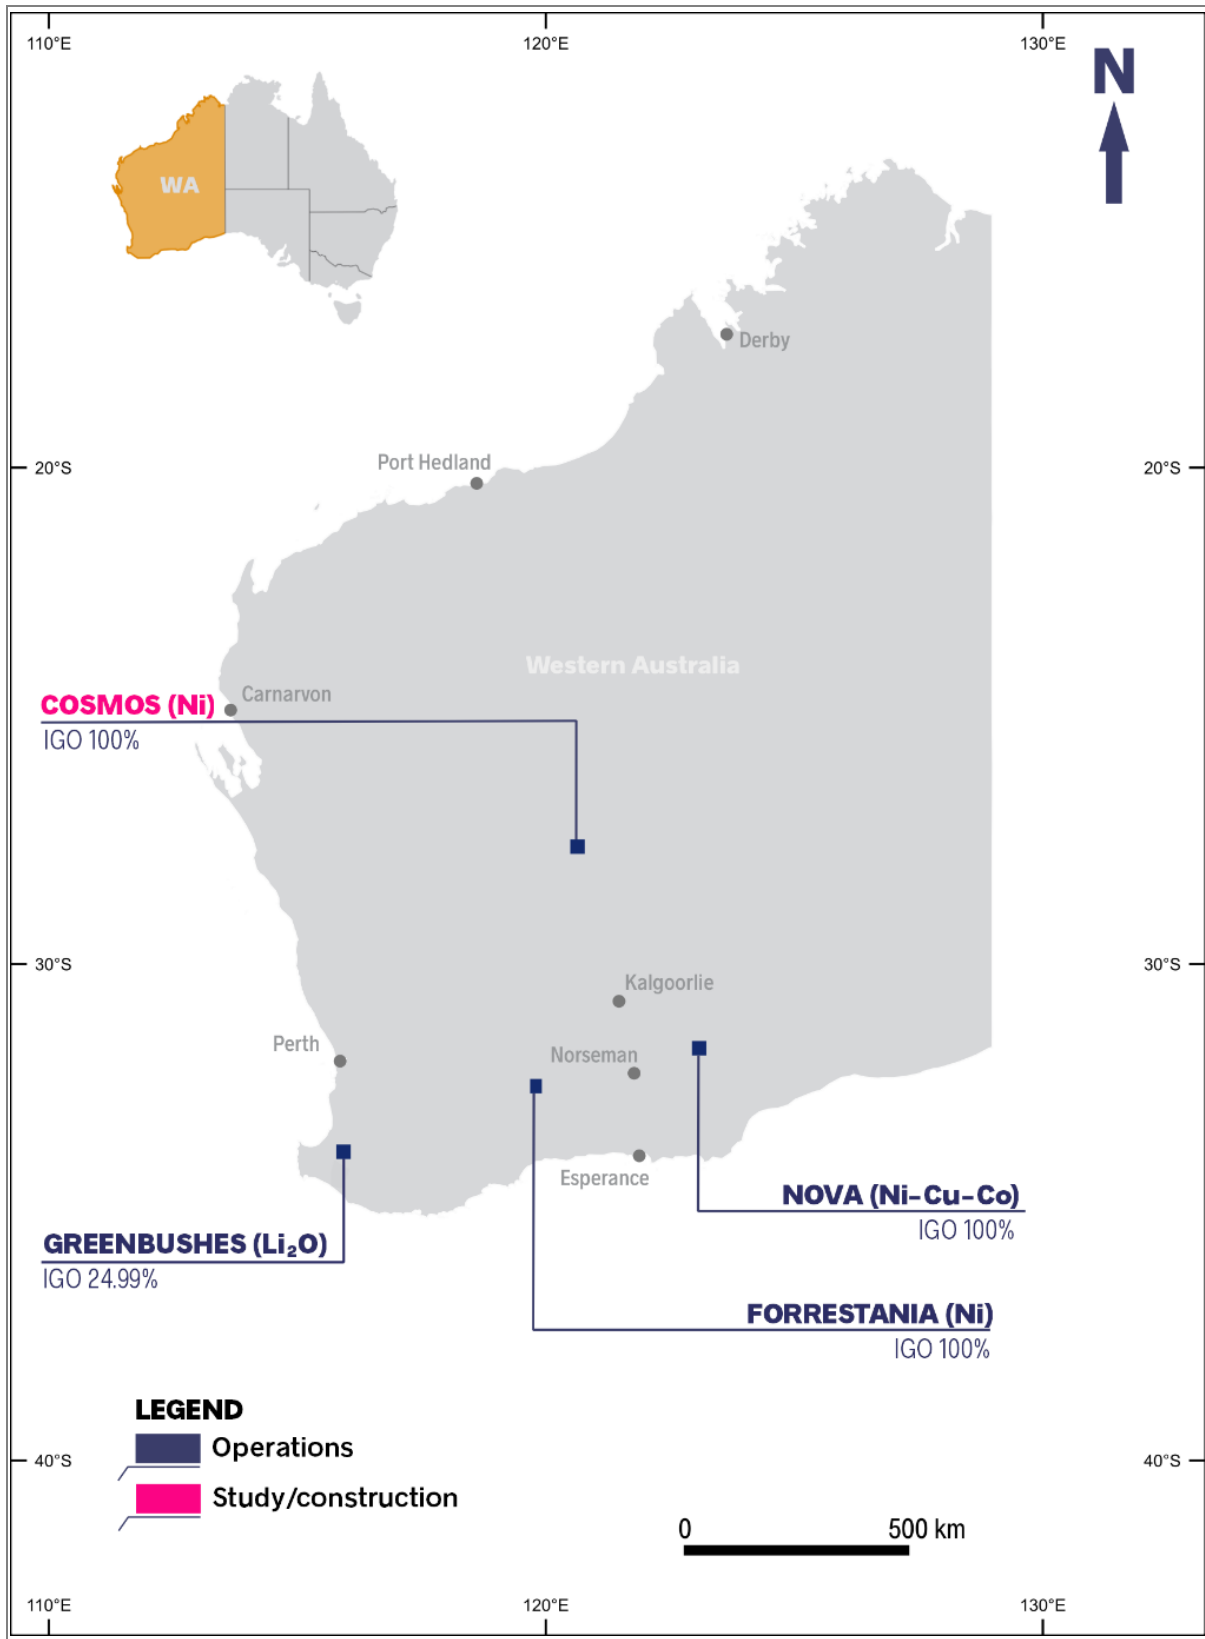 110°E 120°E 130°E
N
WA
Derby
Port Hedland
20°S 20°S
Western Australia
COSMOS (Ni)
IGO 100%
Carnarvon
30°S 30°S
Kalgoorlie
Perth
Norseman
Esperance
NOVA (Ni-Cu-Co)
IGO 100%
GREENBUSHES (Li₂O)
IGO 24.99%
FORRESTANIA (Ni)
IGO 100%
LEGEND
Operations
40°S 40°S
Study/construction
0 500 km
110°E 120°E 130°E